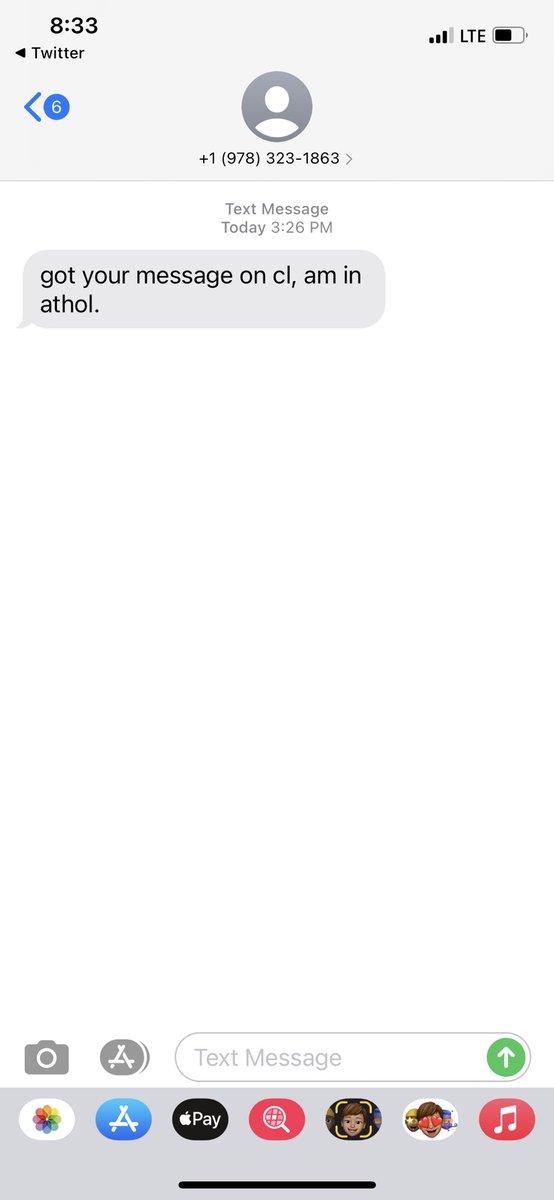 8:33
LTE
◀ Twitter
6
+1 (978) 323-1863
Text Message
Today 3:26 PM
got your message on cl, am in
athol.
Text Message
Pay